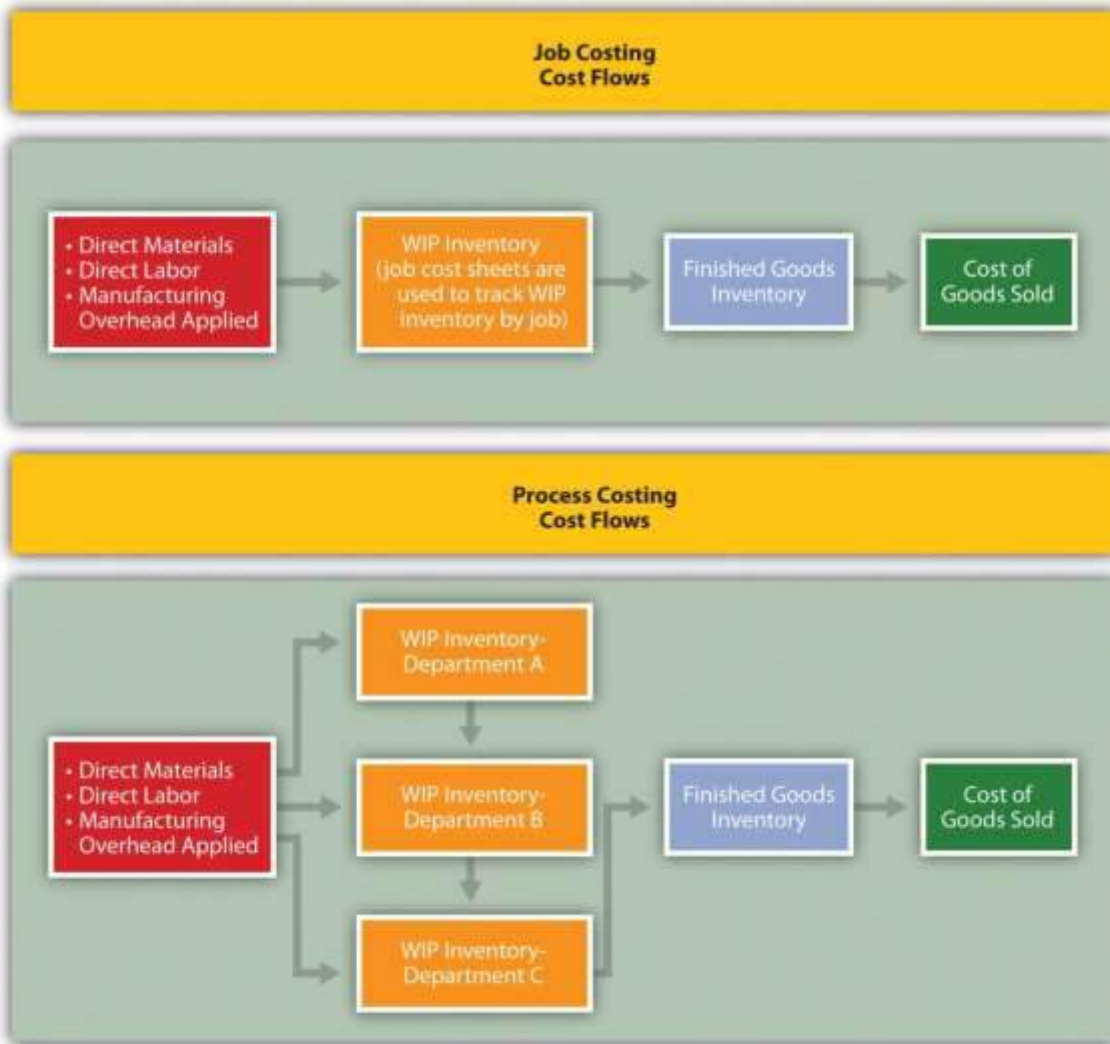 Job Costing
Cost Flows
• Direct Materials
• Direct Labor
• Manufacturing
Overhead Applied
WIP Inventory
(job cost sheets are
used to track WIP
inventory by job)
Finished Goods
Inventory
Cost of
Goods Sold
Process Costing
Cost Flows
• Direct Materials
• Direct Labor
• Manufacturing
Overhead Applied
WIP Inventory-
Department A
WIP Inventory-
Department B
WIP Inventory-
Department C
Finished Goods
Inventory
Cost of
Goods Sold